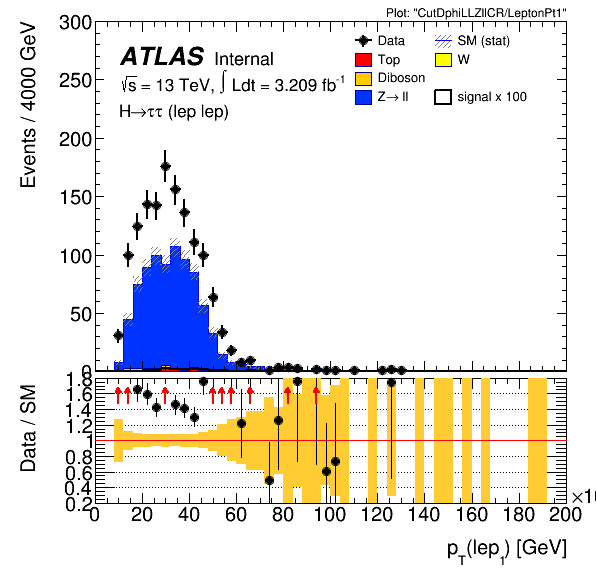 Plot: "CutDphiLLZllCR/LeptonPt1"
Events / 4000 GeV
300
250
200
150
100
50
0
ATLAS Internal
√s = 13 TeV, ∫ Ldt = 3.209 fb⁻¹
H→ττ (lep lep)
Data
SM (stat)
Top
W
Diboson
Z→ ll
signal x 100
Data / SM
1.8
1.6
1.4
1.2
1
0.8
0.6
0.4
0.2
0 20 40 60 80 100 120 140 160 180 200
p_T(lep_1) [GeV]